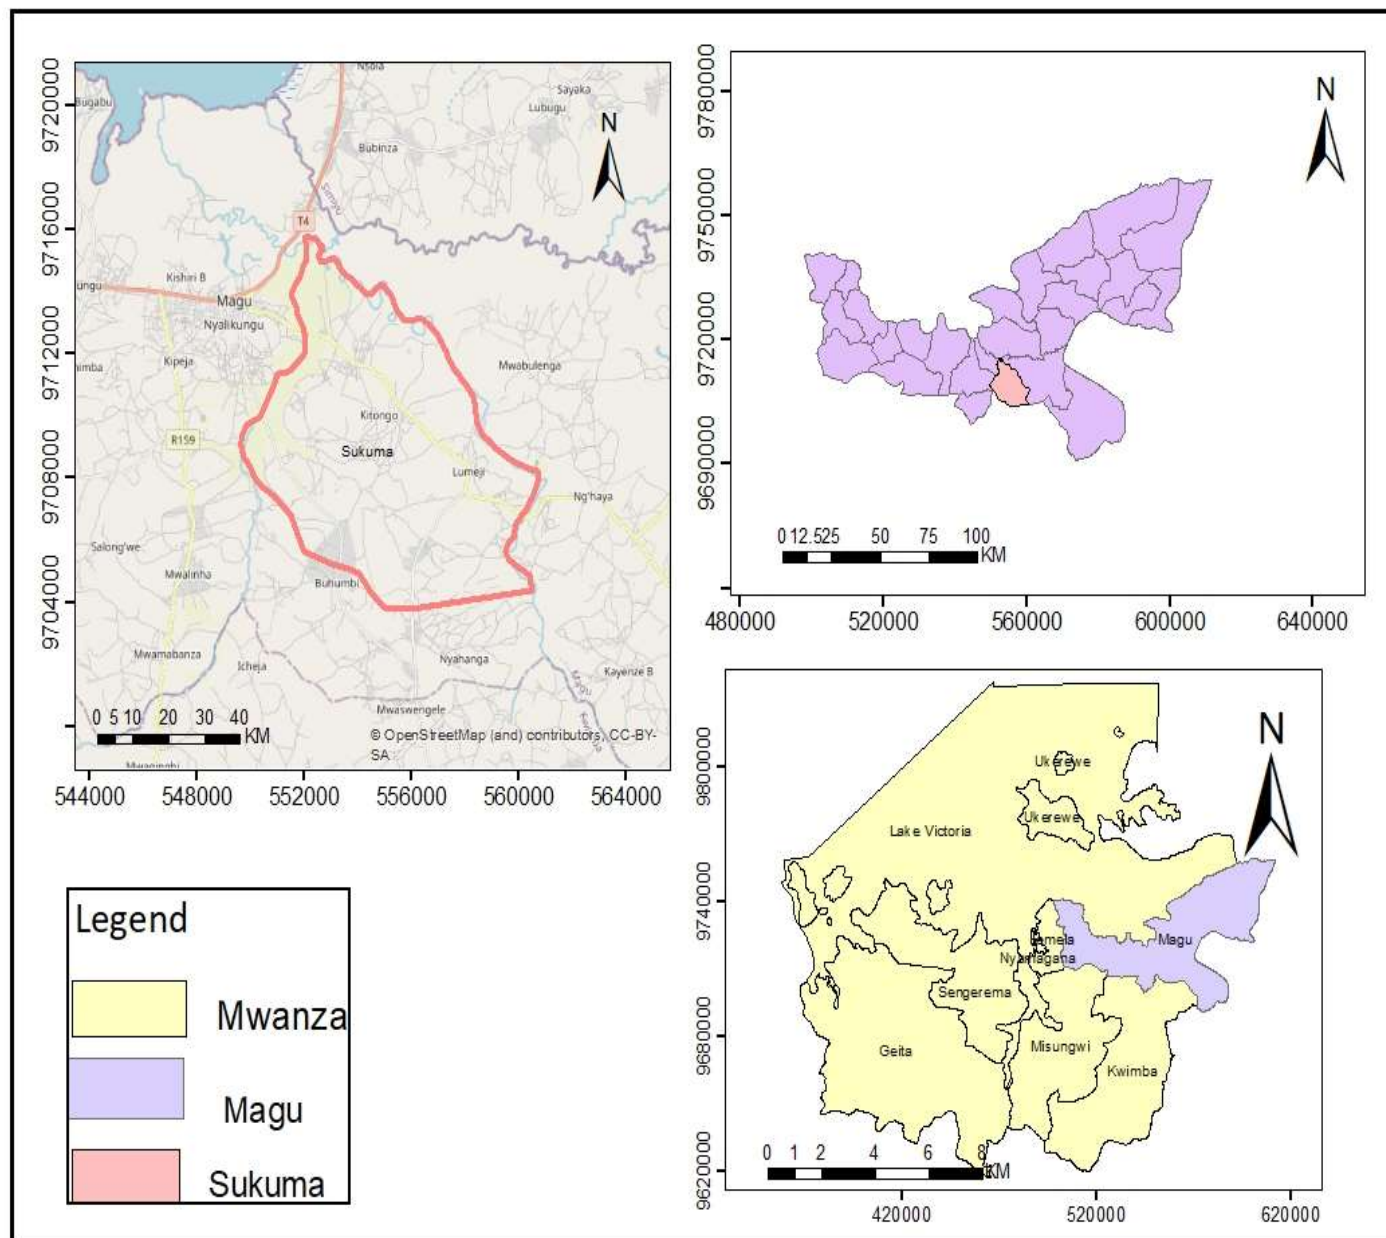 Nsola
Bugabu
Sayaka
Lubugu
Bubinza
N
Simiyu
T4
Kishiri B
ungu
Magu
Nyalikungu
Kipeja
imba
Mwabulenga
Kitongo
R159
Sukuma
Lumeji
Ng'haya
Salong'we
Mwalinha
Buhumbi
Mwamabanza
Icheja
Nyahanga
Kayenze B
Magu
Mwaswengele
0 5 10 20 30 40
KM
© OpenStreetMap (and) contributors, CC-BY-
SA
9720000
9716000
9712000
9708000
9704000
544000 548000 552000 556000 560000 564000
N
9780000
9750000
9720000
9690000
0 12.525 50 75 100
KM
480000 520000 560000 600000 640000
N
Ukerewe
Ukerewe
Lake Victoria
Ilemela
Magu
Nyamagana
Sengerema
Geita
Misungwi
Kwimba
9800000
9740000
9680000
9620000
0 1 2 4 6 8
KM
420000 520000 620000
Legend
Mwanza
Magu
Sukuma